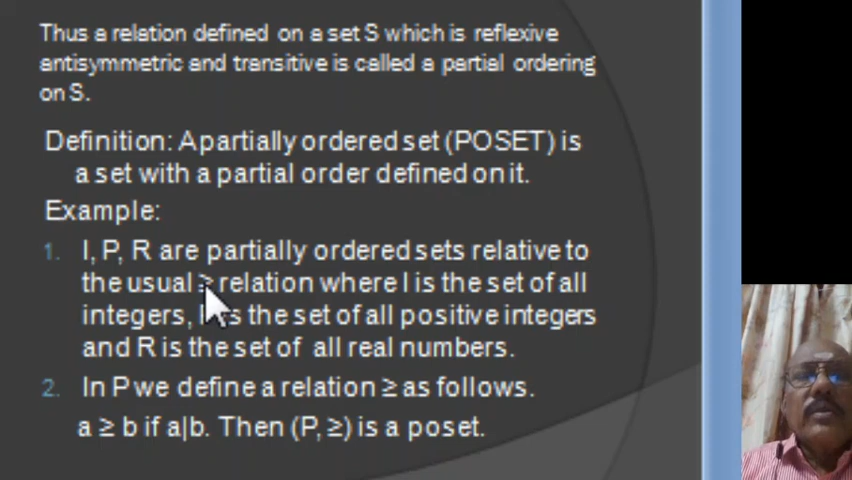 Thus a relation defined on a set S which is reflexive
antisymmetric and transitive is called a partial ordering
on S.
Definition: A partially ordered set (POSET) is
a set with a partial order defined on it.
Example:
1. I, P, R are partially ordered sets relative to
the usual ≥ relation where I is the set of all
integers, is the set of all positive integers
and R is the set of all real numbers.
2. In P we define a relation ≥ as follows.
a ≥ b if a|b. Then (P, ≥) is a poset.